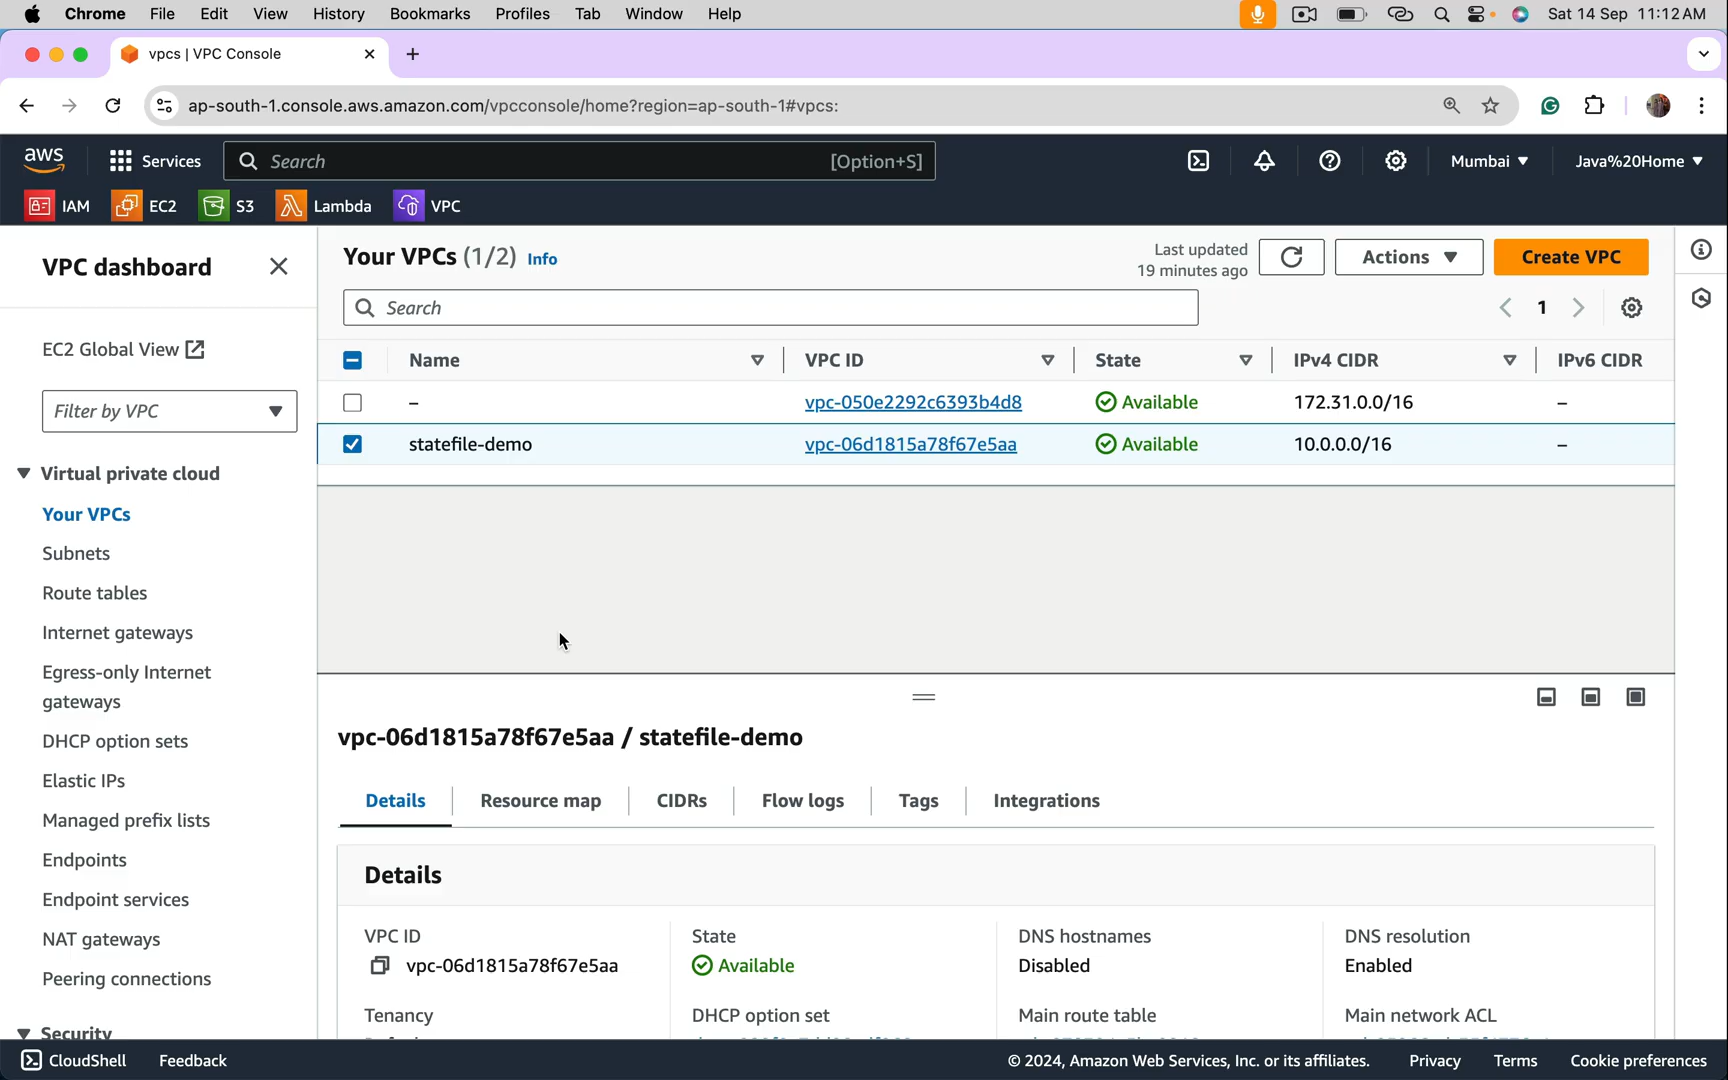 Chrome File Edit View History Bookmarks Profiles Tab Window Help Sat 14 Sep 11:12 AM
vpcs | VPC Console
ap-south-1.console.aws.amazon.com/vpcconsole/home?region=ap-south-1#vpcs:
aws Services Search [Option+S] Mumbai Java%20Home
IAM EC2 S3 Lambda VPC
VPC dashboard
EC2 Global View
Filter by VPC
Virtual private cloud
Your VPCs
Subnets
Route tables
Internet gateways
Egress-only Internet
gateways
DHCP option sets
Elastic IPs
Managed prefix lists
Endpoints
Endpoint services
NAT gateways
Peering connections
Security
Your VPCs (1/2) Info
Last updated
19 minutes ago
Actions Create VPC
Search
1
Name VPC ID State IPv4 CIDR IPv6 CIDR
– vpc-050e2292c6393b4d8 Available 172.31.0.0/16 –
statefile-demo vpc-06d1815a78f67e5aa Available 10.0.0.0/16 –
vpc-06d1815a78f67e5aa / statefile-demo
Details Resource map CIDRs Flow logs Tags Integrations
Details
VPC ID State DNS hostnames DNS resolution
vpc-06d1815a78f67e5aa Available Disabled Enabled
Tenancy DHCP option set Main route table Main network ACL
CloudShell Feedback © 2024, Amazon Web Services, Inc. or its affiliates. Privacy Terms Cookie preferences